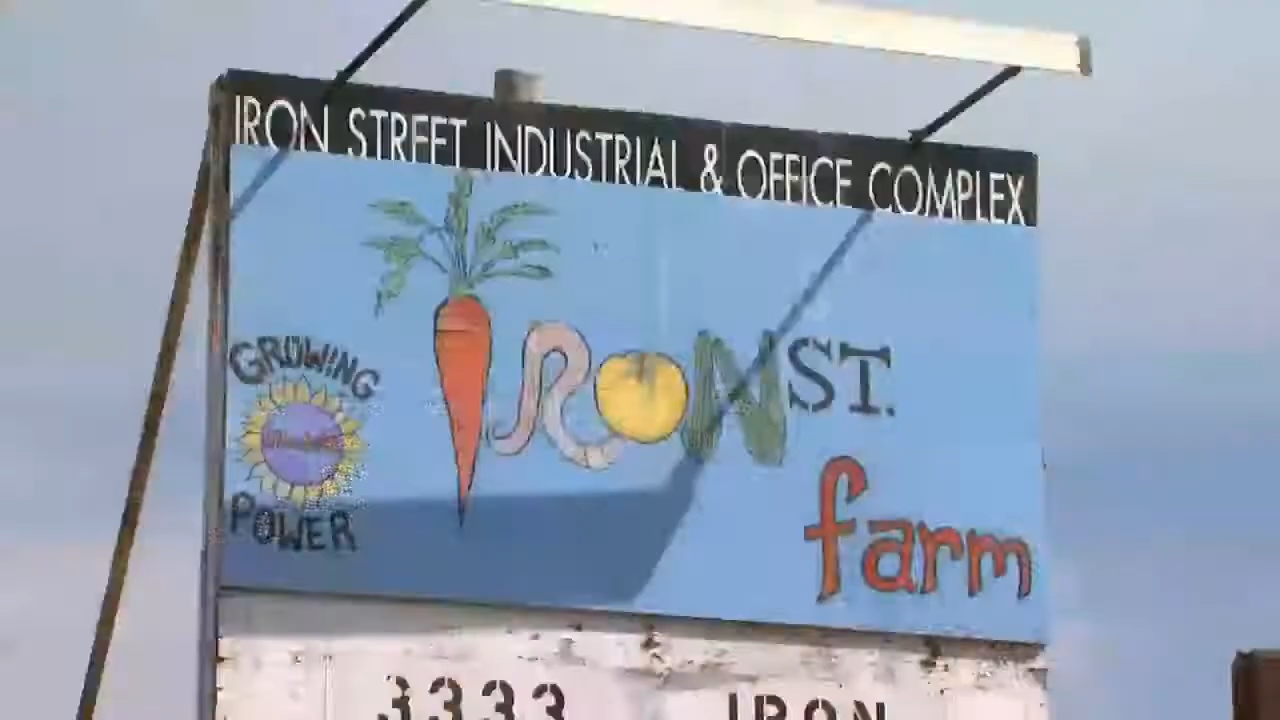 IRON STREET INDUSTRIAL & OFFICE COMPLEX
IRON ST.
farm
GROWING
POWER
3333 IRON